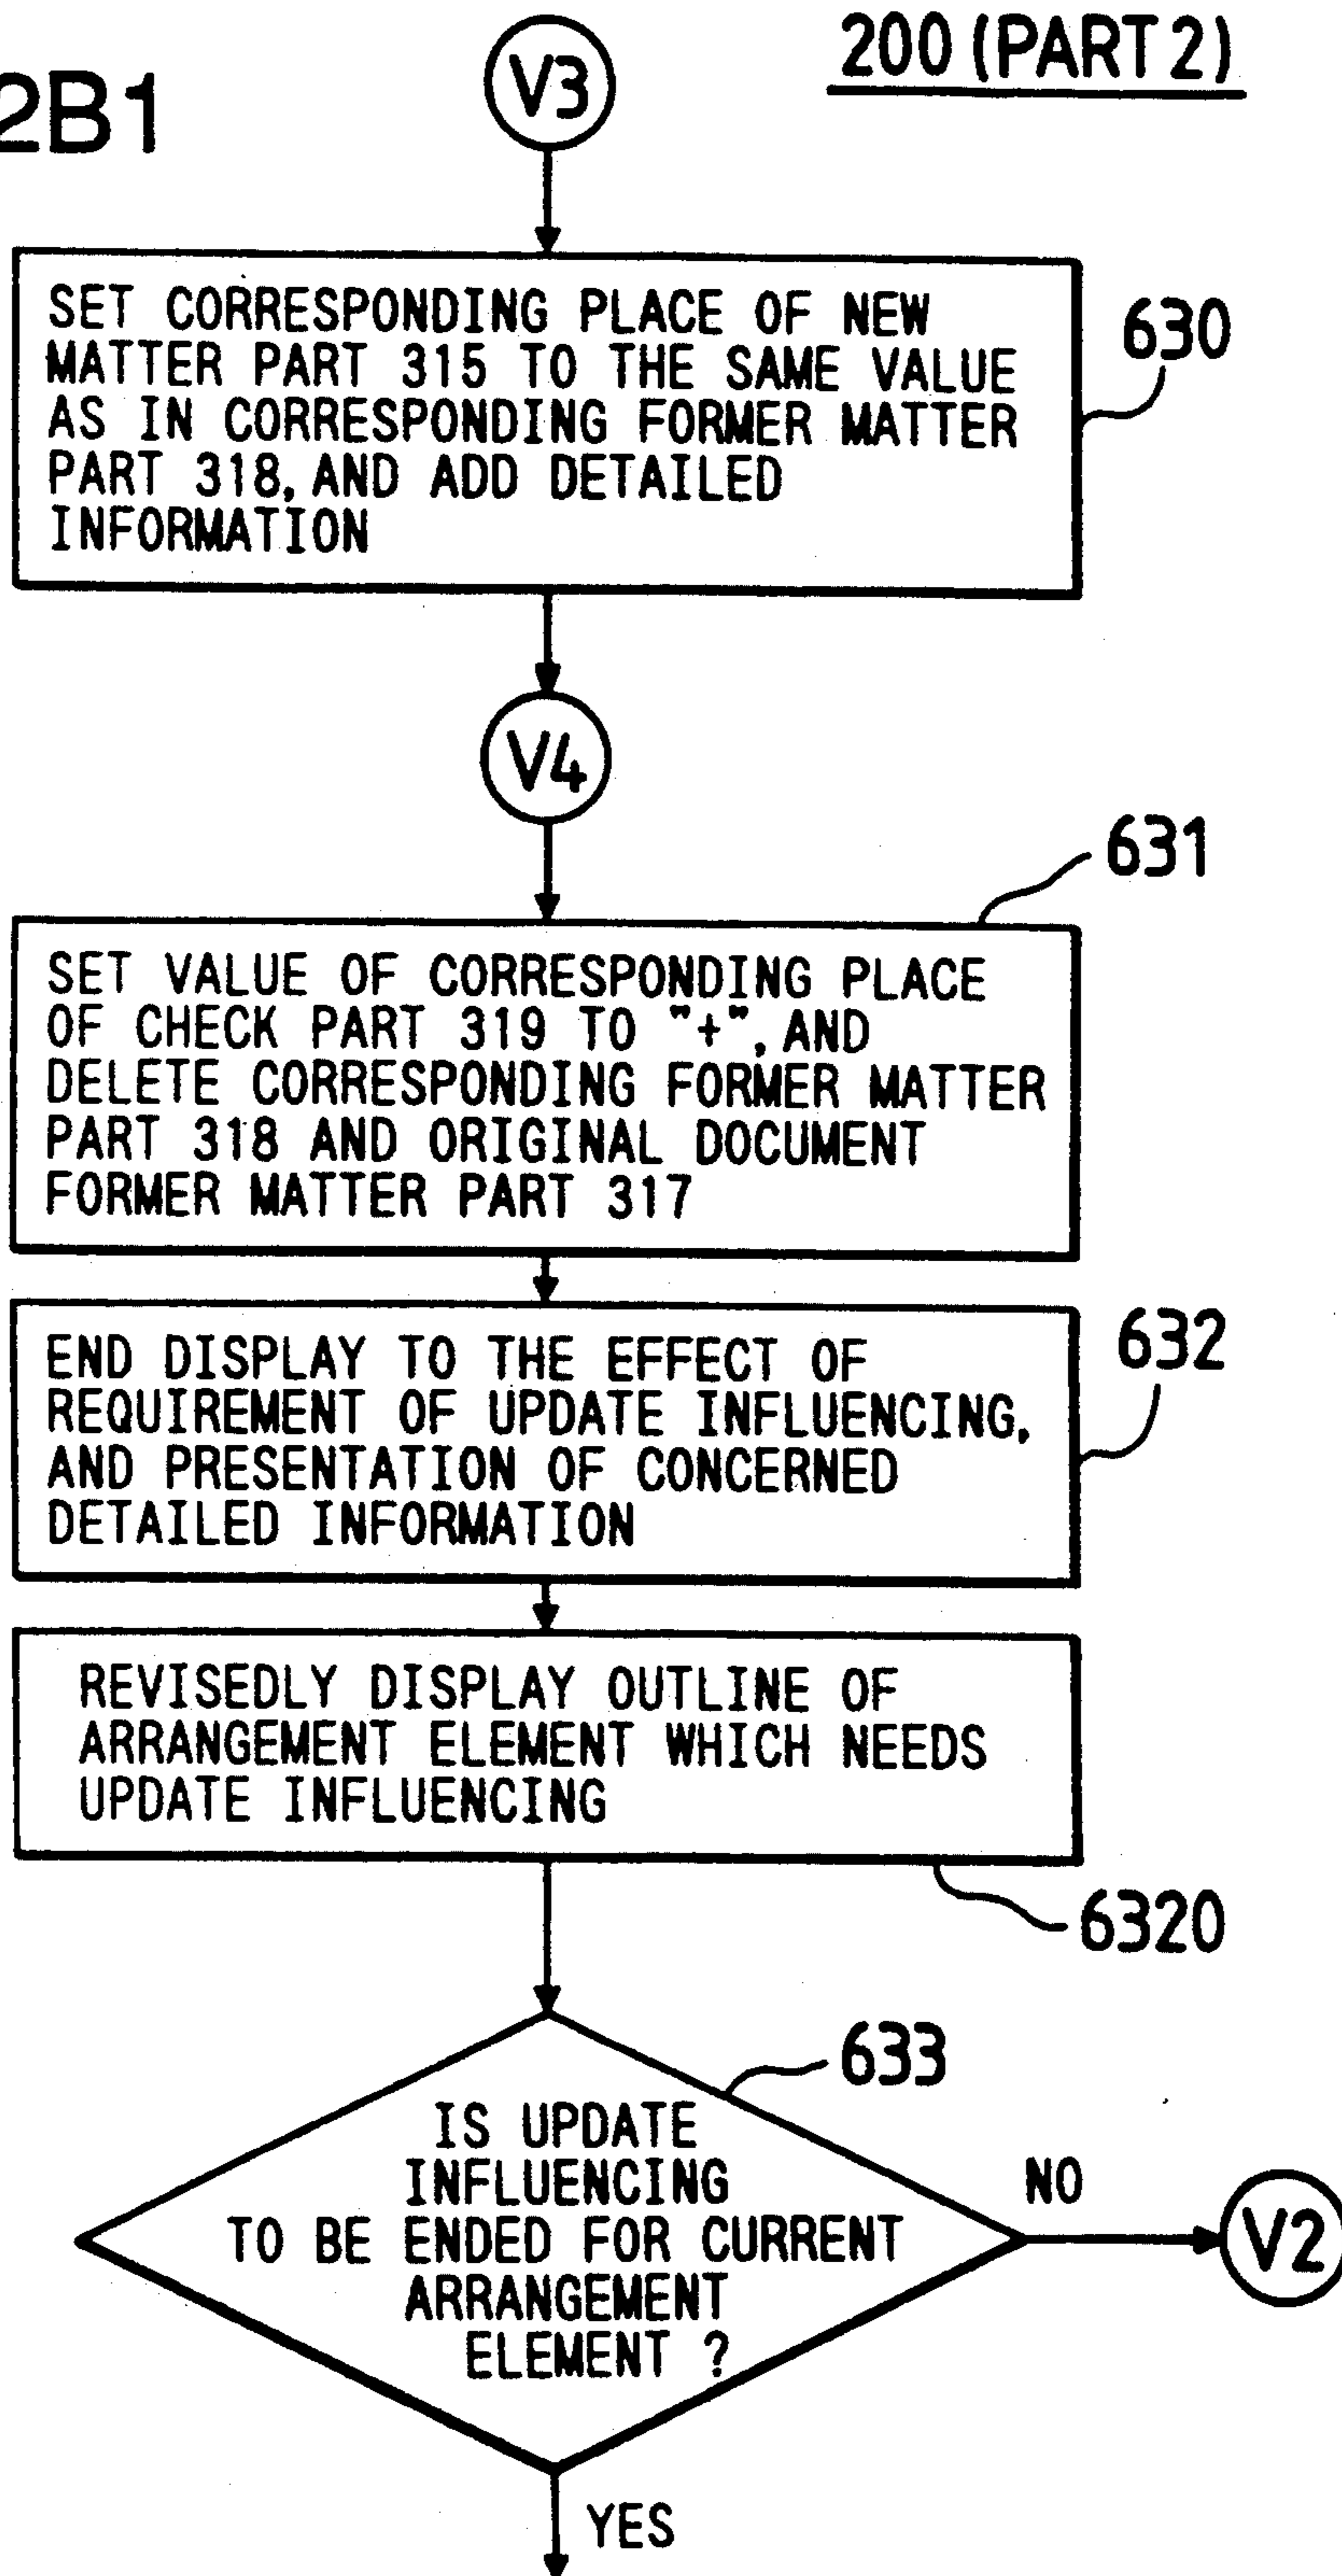 2B1
V3
200 (PART 2)
SET CORRESPONDING PLACE OF NEW
MATTER PART 315 TO THE SAME VALUE
AS IN CORRESPONDING FORMER MATTER
PART 318, AND ADD DETAILED
INFORMATION
630
V4
631
SET VALUE OF CORRESPONDING PLACE
OF CHECK PART 319 TO "+", AND
DELETE CORRESPONDING FORMER MATTER
PART 318 AND ORIGINAL DOCUMENT
FORMER MATTER PART 317
END DISPLAY TO THE EFFECT OF
REQUIREMENT OF UPDATE INFLUENCING,
AND PRESENTATION OF CONCERNED
DETAILED INFORMATION
632
REVISEDLY DISPLAY OUTLINE OF
ARRANGEMENT ELEMENT WHICH NEEDS
UPDATE INFLUENCING
6320
633
IS UPDATE
INFLUENCING
TO BE ENDED FOR CURRENT
ARRANGEMENT
ELEMENT ?
NO
V2
YES